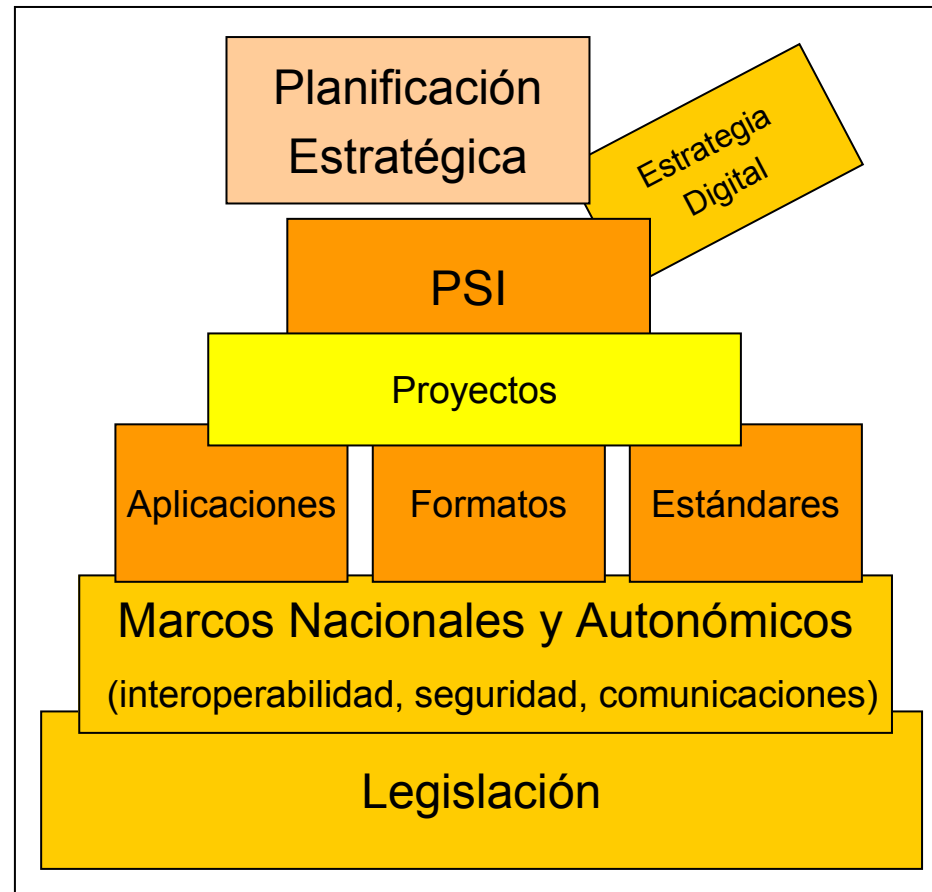 Planificación
Estratégica
Estrategia
Digital
PSI
Proyectos
Aplicaciones
Formatos
Estándares
Marcos Nacionales y Autonómicos
(interoperabilidad, seguridad, comunicaciones)
Legislación